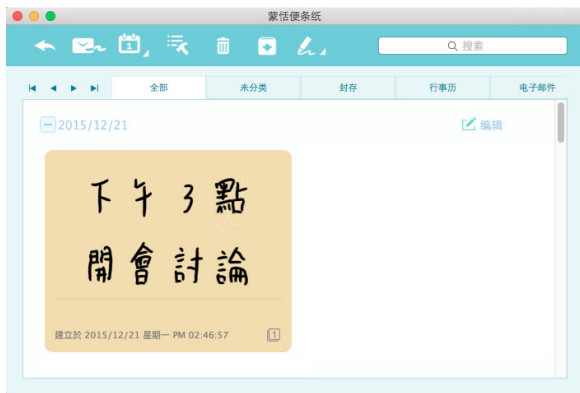 蒙恬便条纸
搜索
全部 未分类 封存 行事历 电子邮件
2015/12/21 编辑
下午3點
開會討論
建立於 2015/12/21 星期一 PM 02:46:57 1